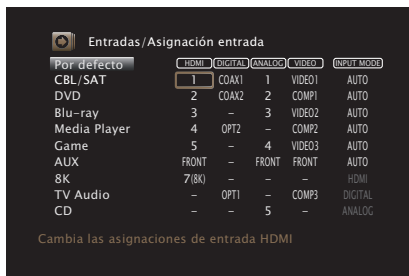 Entradas/Asignación entrada
Por defecto HDMI DIGITAL ANALOG VIDEO INPUT MODE
CBL/SAT 1 COAX1 1 VIDEO1 AUTO
DVD 2 COAX2 2 COMP1 AUTO
Blu-ray 3 – 3 VIDEO2 AUTO
Media Player 4 OPT2 – COMP2 AUTO
Game 5 – 4 VIDEO3 AUTO
AUX FRONT – FRONT FRONT AUTO
8K 7(8K) – – – HDMI
TV Audio – OPT1 – COMP3 DIGITAL
CD – – 5 – ANALOG
Cambia las asignaciones de entrada HDMI